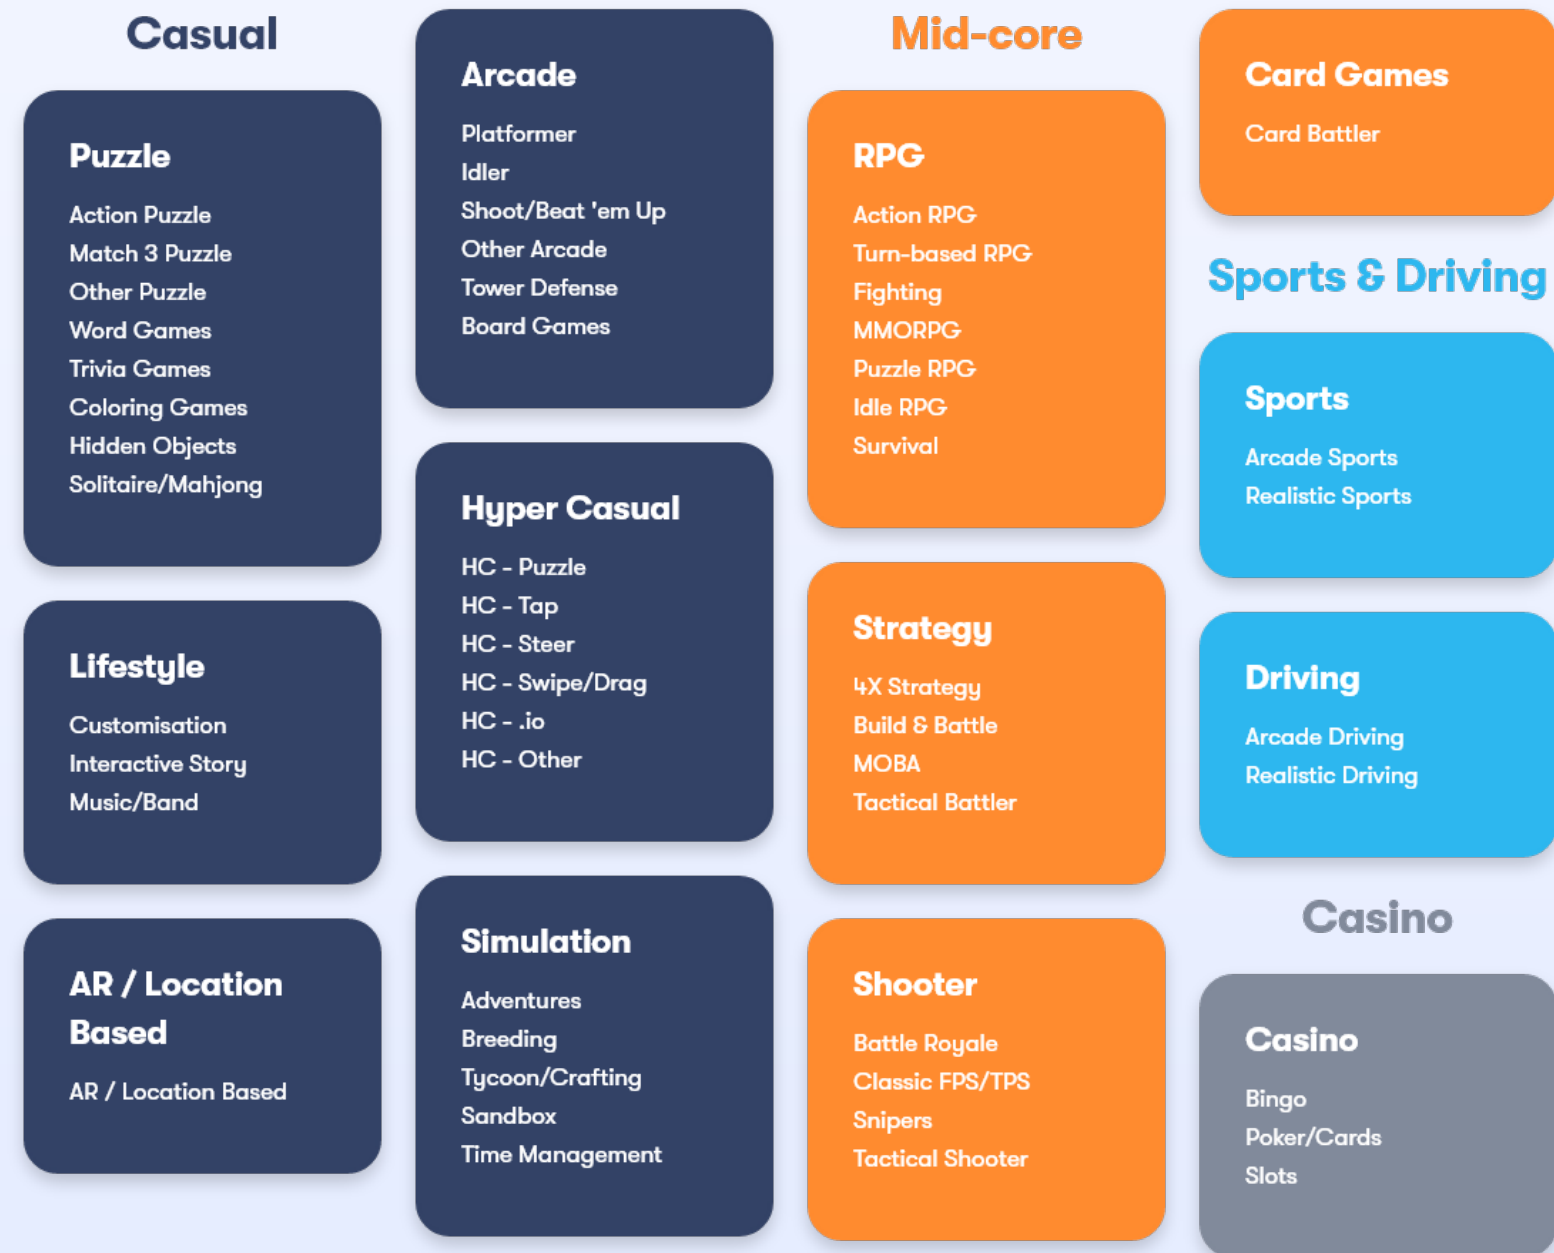 Casual
Puzzle
Action Puzzle
Match 3 Puzzle
Other Puzzle
Word Games
Trivia Games
Coloring Games
Hidden Objects
Solitaire/Mahjong
Lifestyle
Customisation
Interactive Story
Music/Band
AR / Location
Based
AR / Location Based
Arcade
Platformer
Idler
Shoot/Beat 'em Up
Other Arcade
Tower Defense
Board Games
Hyper Casual
HC - Puzzle
HC - Tap
HC - Steer
HC - Swipe/Drag
HC - .io
HC - Other
Simulation
Adventures
Breeding
Tycoon/Crafting
Sandbox
Time Management
Mid-core
RPG
Action RPG
Turn-based RPG
Fighting
MMORPG
Puzzle RPG
Idle RPG
Survival
Strategy
4X Strategy
Build & Battle
MOBA
Tactical Battler
Shooter
Battle Royale
Classic FPS/TPS
Snipers
Tactical Shooter
Card Games
Card Battler
Sports & Driving
Sports
Arcade Sports
Realistic Sports
Driving
Arcade Driving
Realistic Driving
Casino
Casino
Bingo
Poker/Cards
Slots